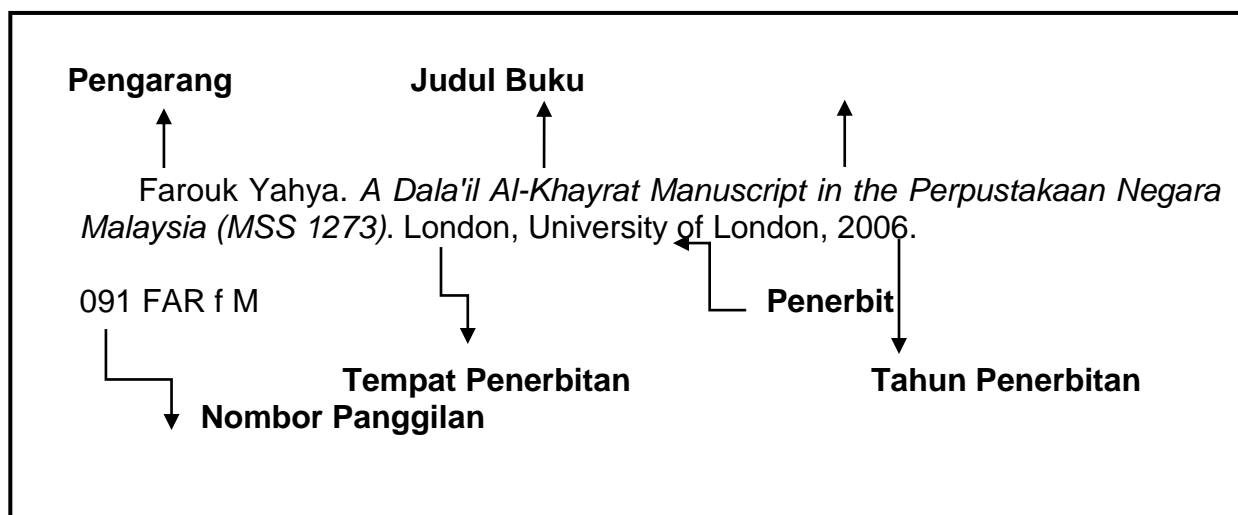 Pengarang Judul Buku
Farouk Yahya. A Dala'il Al-Khayrat Manuscript in the Perpustakaan Negara
Malaysia (MSS 1273). London, University of London, 2006.
091 FAR f M Penerbit
Tempat Penerbitan Tahun Penerbitan
Nombor Panggilan